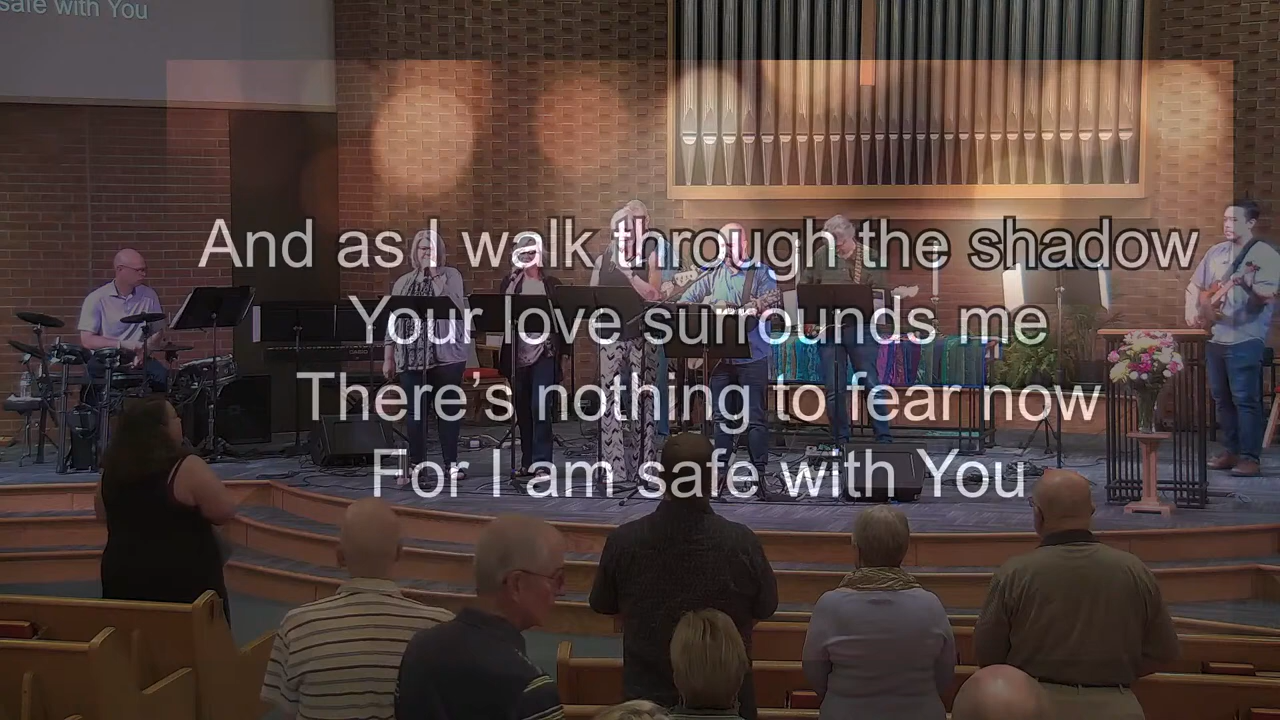 safe with You
And as I walk through the shadow
Your love surrounds me
There's nothing to fear now
For I am safe with You